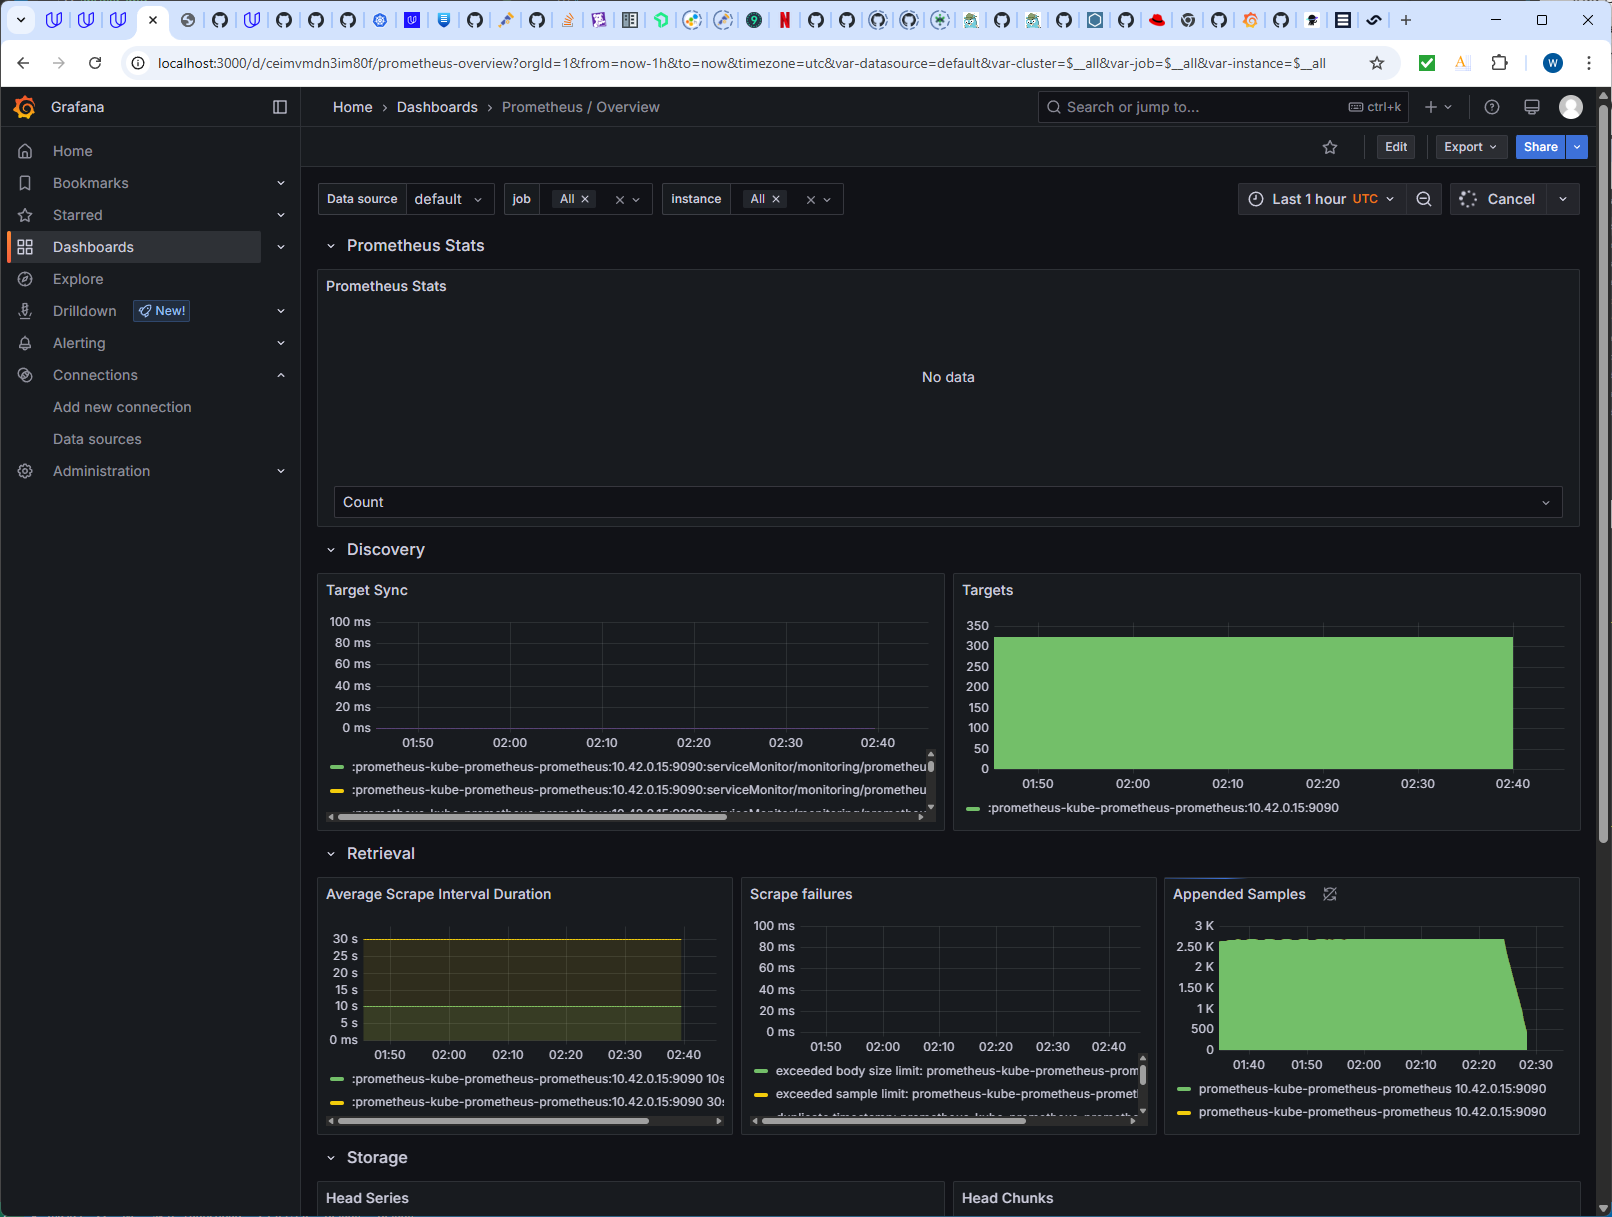 localhost:3000/d/ceimvmdn3im80f/prometheus-overview?orgId=1&from=now-1h&to=now&timezone=utc&var-datasource=default&var-cluster=$__all&var-job=$__all&var-instance=$__all
W
Grafana
Home › Dashboards › Prometheus / Overview
Search or jump to...
ctrl+k
Home
Bookmarks
Starred
Dashboards
Explore
Drilldown
New!
Alerting
Connections
Add new connection
Data sources
Administration
Edit
Export
Share
Data source default
job All
instance All
Last 1 hour UTC
Cancel
Prometheus Stats
Prometheus Stats
No data
Count
Discovery
Target Sync
100 ms
80 ms
60 ms
40 ms
20 ms
0 ms
01:50 02:00 02:10 02:20 02:30 02:40
:prometheus-kube-prometheus-prometheus:10.42.0.15:9090:serviceMonitor/monitoring/prometheu
:prometheus-kube-prometheus-prometheus:10.42.0.15:9090:serviceMonitor/monitoring/prometheu
Targets
350
300
250
200
150
100
50
0
01:50 02:00 02:10 02:20 02:30 02:40
:prometheus-kube-prometheus-prometheus:10.42.0.15:9090
Retrieval
Average Scrape Interval Duration
30 s
25 s
20 s
15 s
10 s
5 s
0 ms
01:50 02:00 02:10 02:20 02:30 02:40
:prometheus-kube-prometheus-prometheus:10.42.0.15:9090 10s
:prometheus-kube-prometheus-prometheus:10.42.0.15:9090 30s
Scrape failures
100 ms
80 ms
60 ms
40 ms
20 ms
0 ms
01:50 02:00 02:10 02:20 02:30 02:40
exceeded body size limit: prometheus-kube-prometheus-prom
exceeded sample limit: prometheus-kube-prometheus-promet
Appended Samples
3 K
2.50 K
2 K
1.50 K
1 K
500
0
01:40 01:50 02:00 02:10 02:20 02:30
prometheus-kube-prometheus-prometheus 10.42.0.15:9090
prometheus-kube-prometheus-prometheus 10.42.0.15:9090
Storage
Head Series
Head Chunks